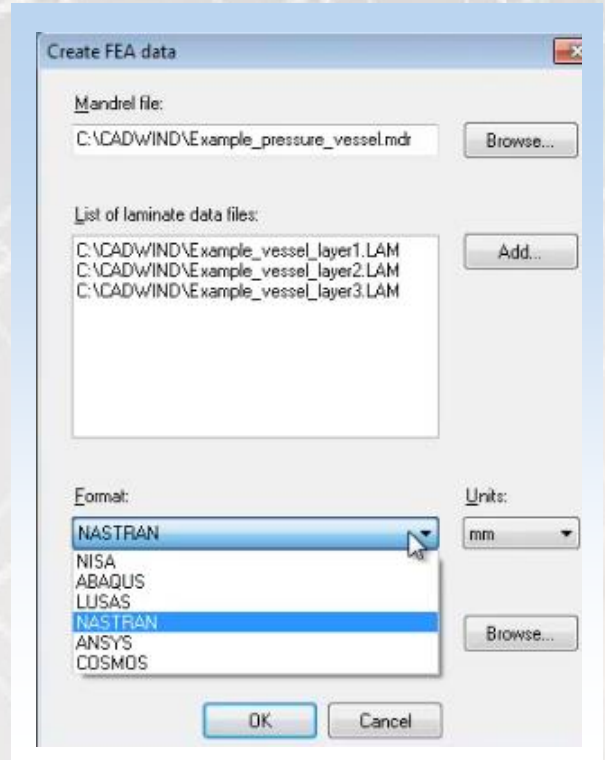 Create FEA data
Mandrel file:
C:\CADWIND\Example_pressure_vessel.mdr
Browse...
List of laminate data files:
C:\CADWIND\Example_vessel_layer1.LAM
C:\CADWIND\Example_vessel_layer2.LAM
C:\CADWIND\Example_vessel_layer3.LAM
Add...
Format:
Units:
NASTRAN
mm
NISA
ABAQUS
LUSAS
NASTRAN
ANSYS
COSMOS
Browse...
OK
Cancel